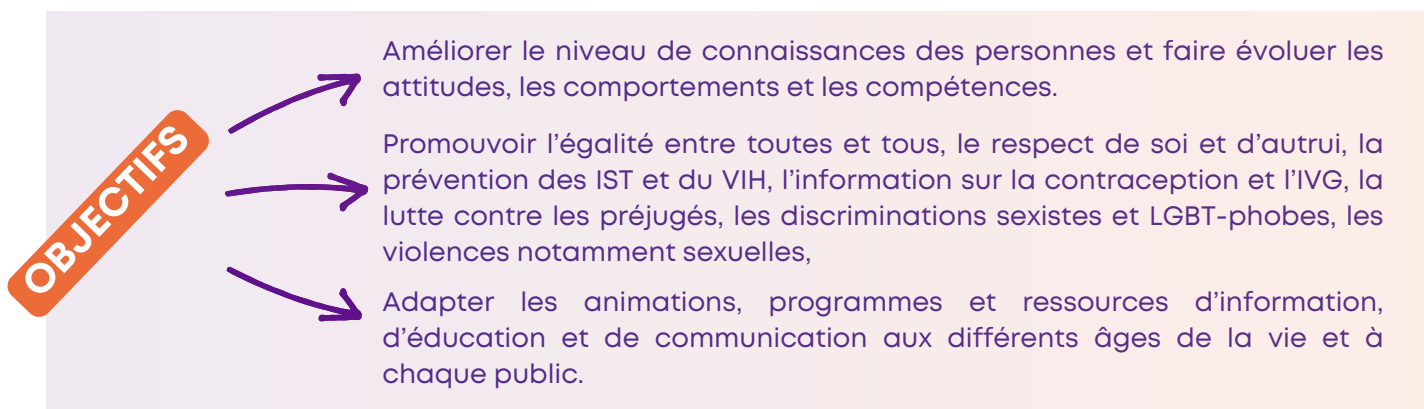 OBJECTIFS
Améliorer le niveau de connaissances des personnes et faire évoluer les
attitudes, les comportements et les compétences.
Promouvoir l'égalité entre toutes et tous, le respect de soi et d'autrui, la
prévention des IST et du VIH, l'information sur la contraception et l'IVG, la
lutte contre les préjugés, les discriminations sexistes et LGBT-phobes, les
violences notamment sexuelles,
Adapter les animations, programmes et ressources d'information,
d'éducation et de communication aux différents âges de la vie et à
chaque public.